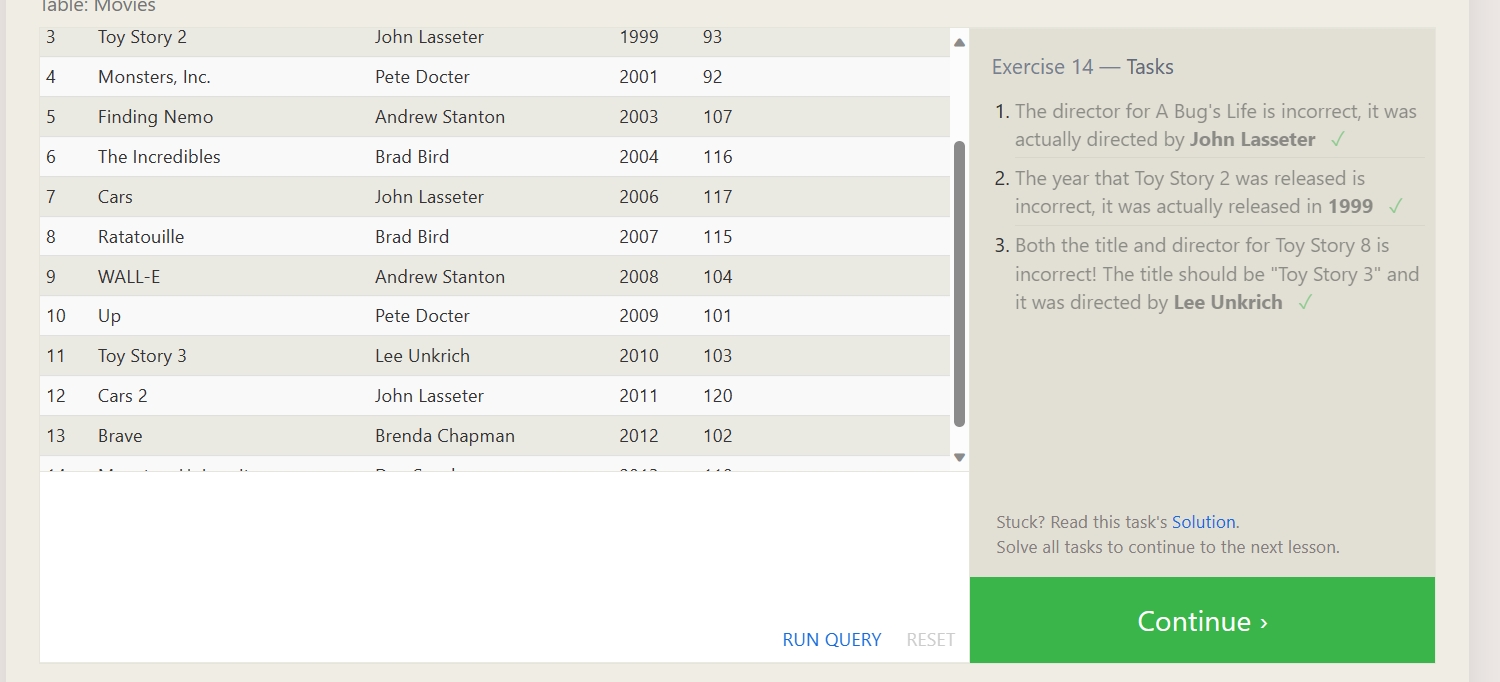 Table: Movies
3 Toy Story 2 John Lasseter 1999 93
4 Monsters, Inc. Pete Docter 2001 92
5 Finding Nemo Andrew Stanton 2003 107
6 The Incredibles Brad Bird 2004 116
7 Cars John Lasseter 2006 117
8 Ratatouille Brad Bird 2007 115
9 WALL-E Andrew Stanton 2008 104
10 Up Pete Docter 2009 101
11 Toy Story 3 Lee Unkrich 2010 103
12 Cars 2 John Lasseter 2011 120
13 Brave Brenda Chapman 2012 102
RUN QUERY RESET
Exercise 14 — Tasks
1. The director for A Bug's Life is incorrect, it was
actually directed by John Lasseter ✓
2. The year that Toy Story 2 was released is
incorrect, it was actually released in 1999 ✓
3. Both the title and director for Toy Story 8 is
incorrect! The title should be "Toy Story 3" and
it was directed by Lee Unkrich ✓
Stuck? Read this task's Solution.
Solve all tasks to continue to the next lesson.
Continue ›